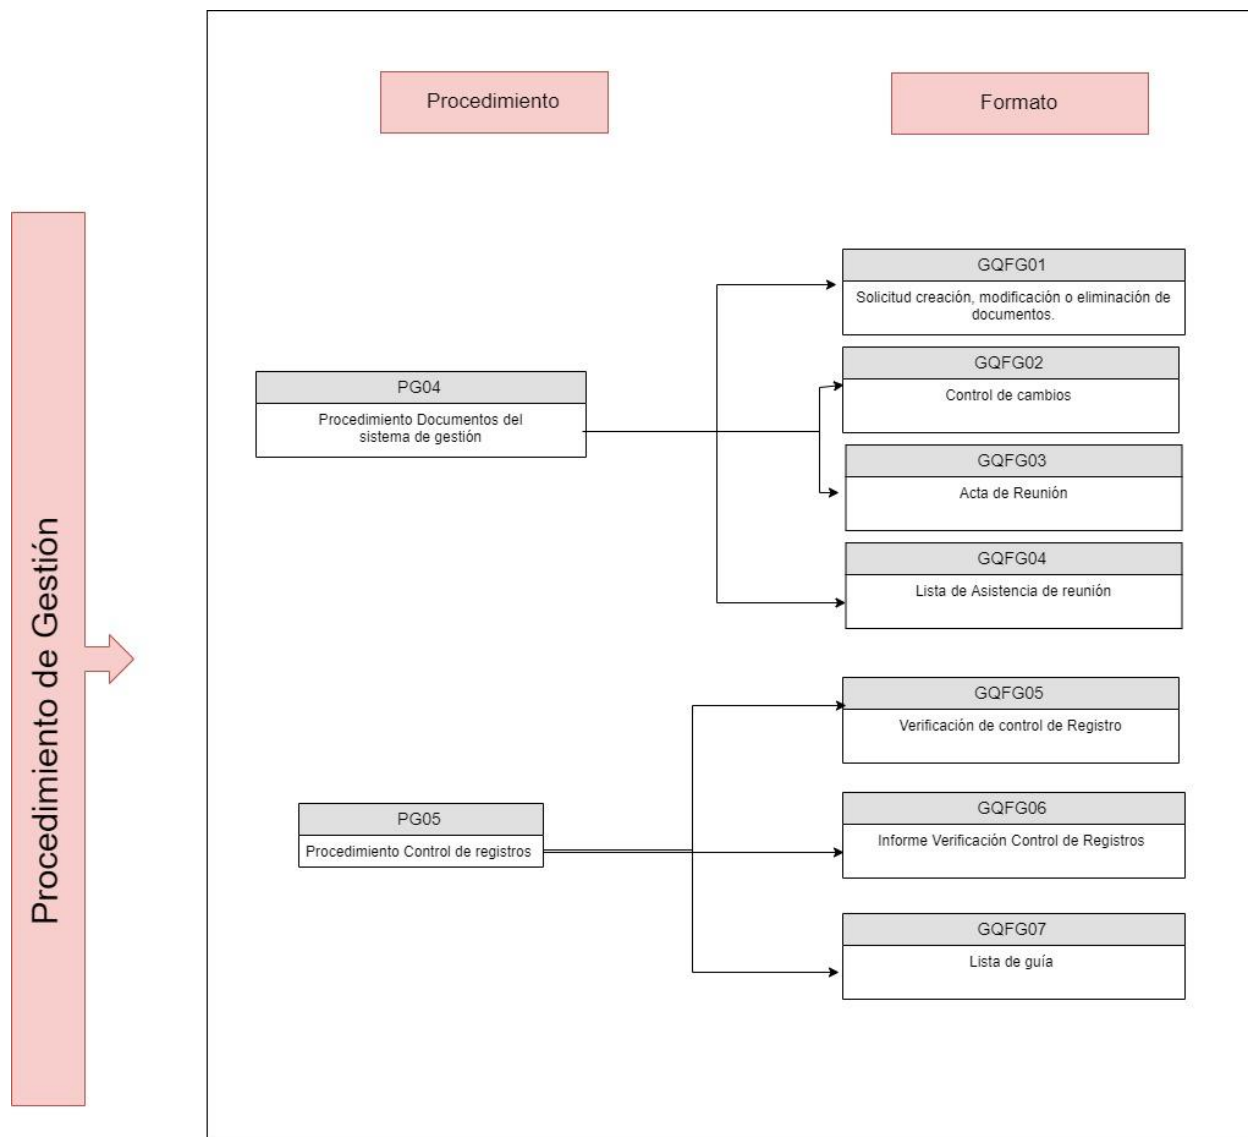 Procedimiento
Formato
Procedimiento de Gestión
PG04
Procedimiento Documentos del
sistema de gestión
GQFG01
Solicitud creación, modificación o eliminación de
documentos.
GQFG02
Control de cambios
GQFG03
Acta de Reunión
GQFG04
Lista de Asistencia de reunión
PG05
Procedimiento Control de registros
GQFG05
Verificación de control de Registro
GQFG06
Informe Verificación Control de Registros
GQFG07
Lista de guía